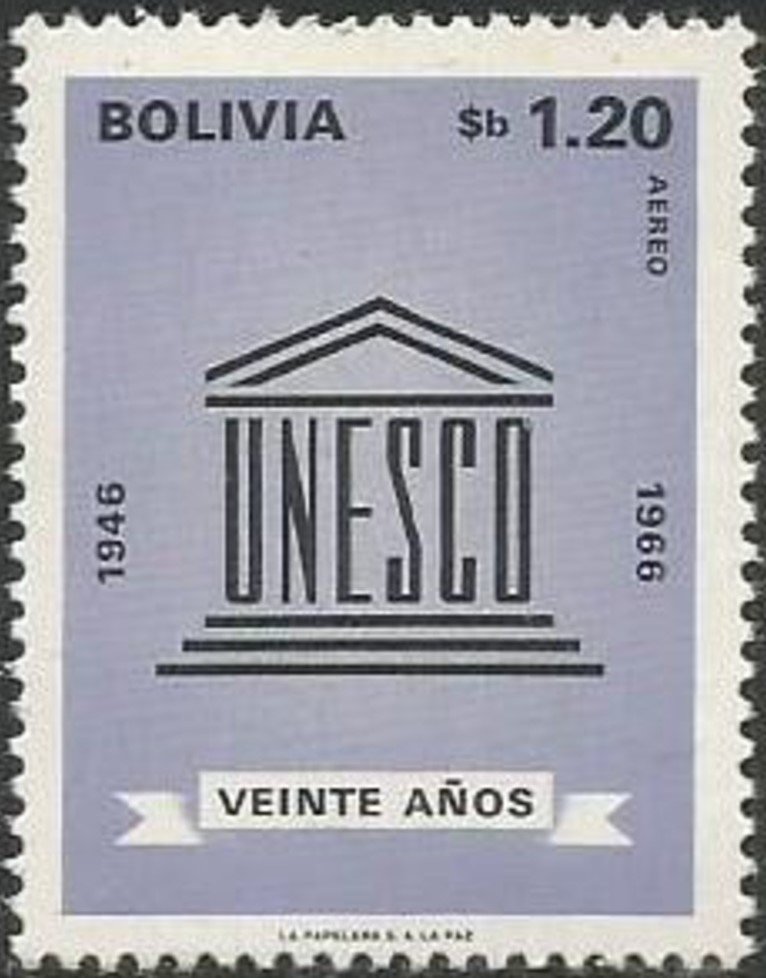 BOLIVIA $b 1.20
AEREO
1946
UNESCO
1966
VEINTE AÑOS
LA PAPELERA S. A. LA PAZ